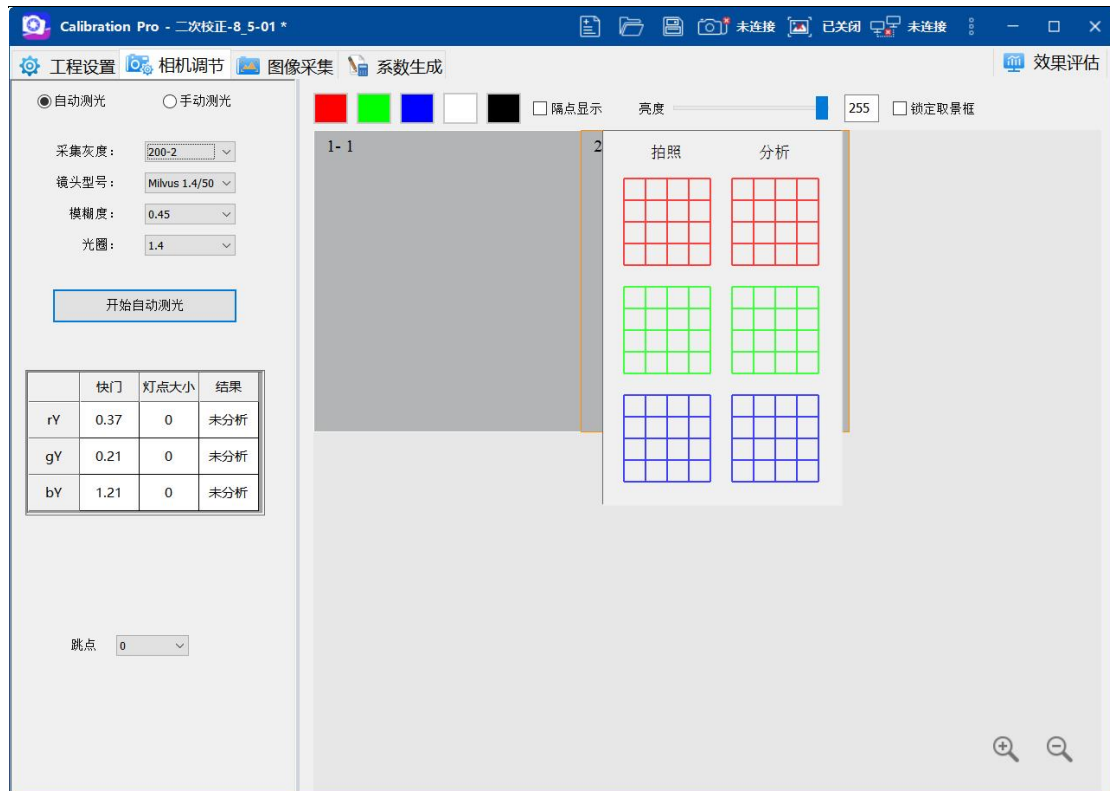 Calibration Pro - 二次校正-8_5-01 *
未连接 已关闭 未连接
工程设置 相机调节 图像采集 系数生成 效果评估
自动测光 手动测光
隔点显示 亮度 255 锁定取景框
采集灰度: 200-2
镜头型号: Milvus 1.4/50
模糊度: 0.45
光圈: 1.4
开始自动测光
快门 灯点大小 结果
rY 0.37 0 未分析
gY 0.21 0 未分析
bY 1.21 0 未分析
跳点 0
1- 1
2
拍照 分析